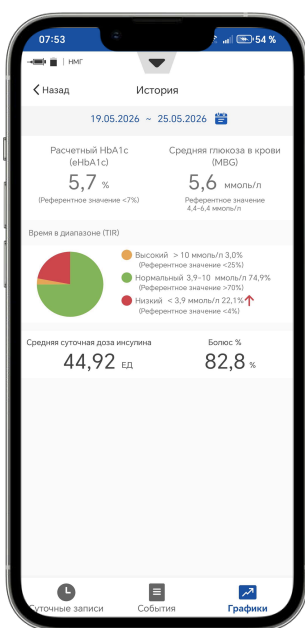 07:53
54 %
НМГ
Назад
История
19.05.2026 ~ 25.05.2026
Расчетный HbA1c
(eHbA1c)
5,7 %
(Референтное значение <7%)
Средняя глюкоза в крови
(MBG)
5,6 ммоль/л
Референтное значение
4,4-6,4 ммоль/л
Время в диапазоне (TIR)
Высокий > 10 ммоль/л 3,0%
(Референтное значение <25%)
Нормальный 3,9-10 ммоль/л 74,9%
(Референтное значение >70%)
Низкий < 3,9 ммоль/л 22,1%
(Референтное значение <4%)
Средняя суточная доза инсулина
44,92 ЕД
Болюс %
82,8 %
Суточные записи
События
Графики